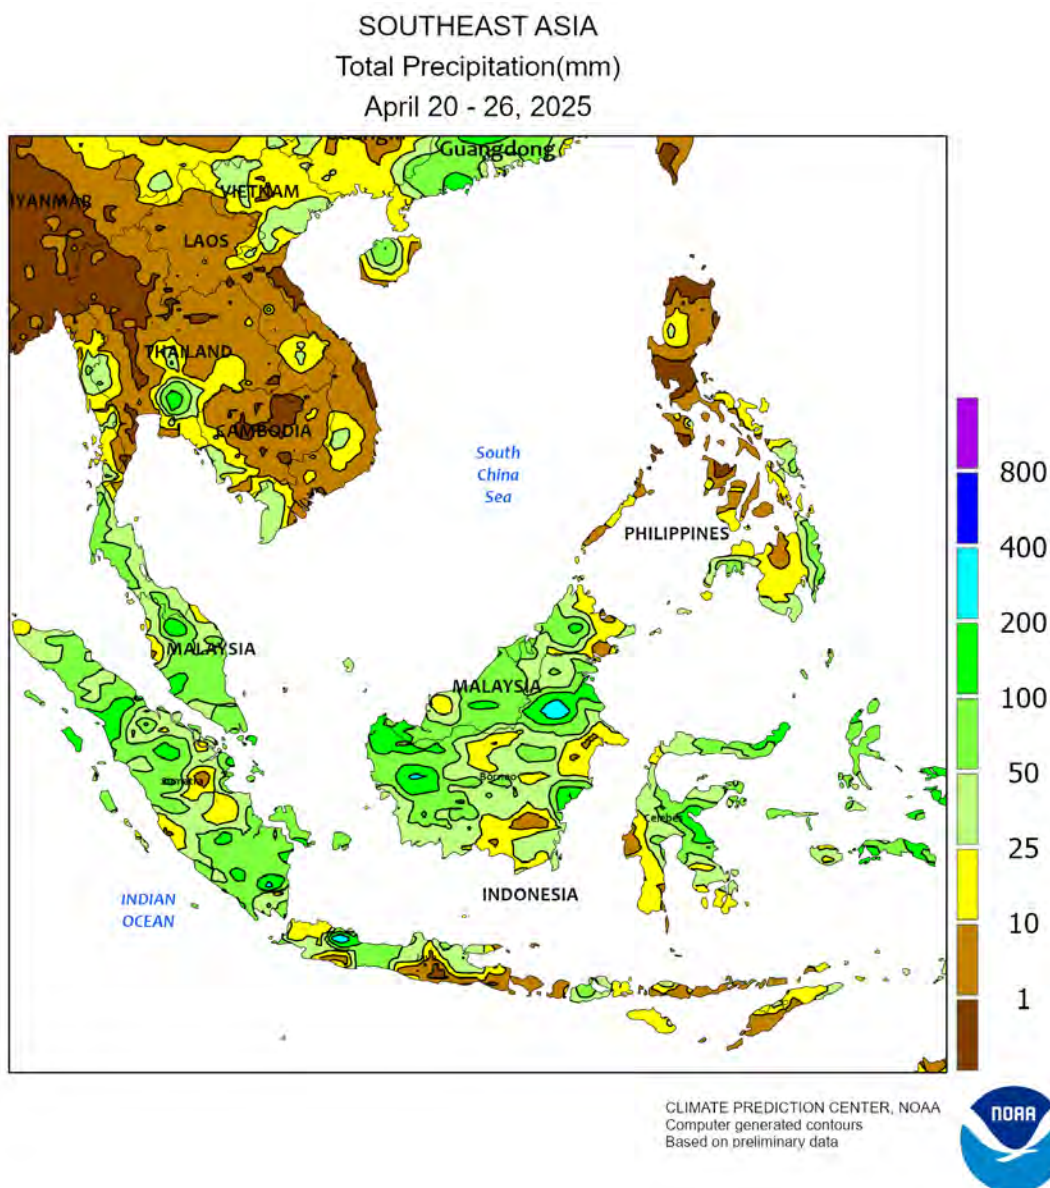 SOUTHEAST ASIA
Total Precipitation(mm)
April 20 - 26, 2025
Guangdong
YANMAR
VIETNAM
LAOS
THAILAND
CAMBODIA
South
China
Sea
PHILIPPINES
MALAYSIA
MALAYSIA
Borneo
Celebes
INDONESIA
INDIAN
OCEAN
800
400
200
100
50
25
10
1
CLIMATE PREDICTION CENTER, NOAA
Computer generated contours
Based on preliminary data
NOAA